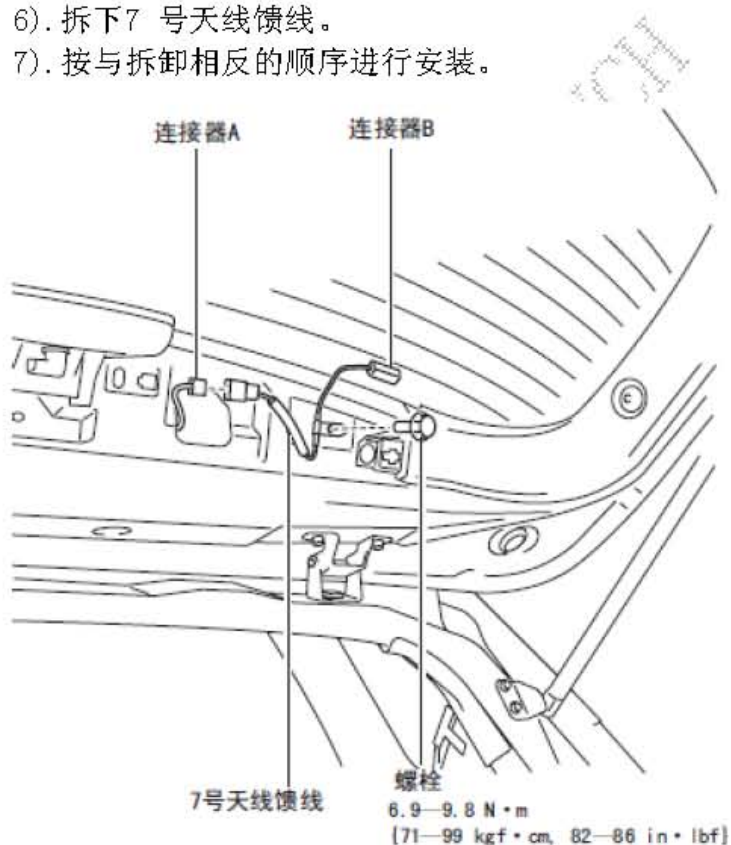 6).拆下7 号天线馈线。
7).按与拆卸相反的顺序进行安装。
连接器A
连接器B
7号天线馈线
螺栓
6.9—9.8 N·m
{71—99 kgf·cm, 82—86 in·lbf}